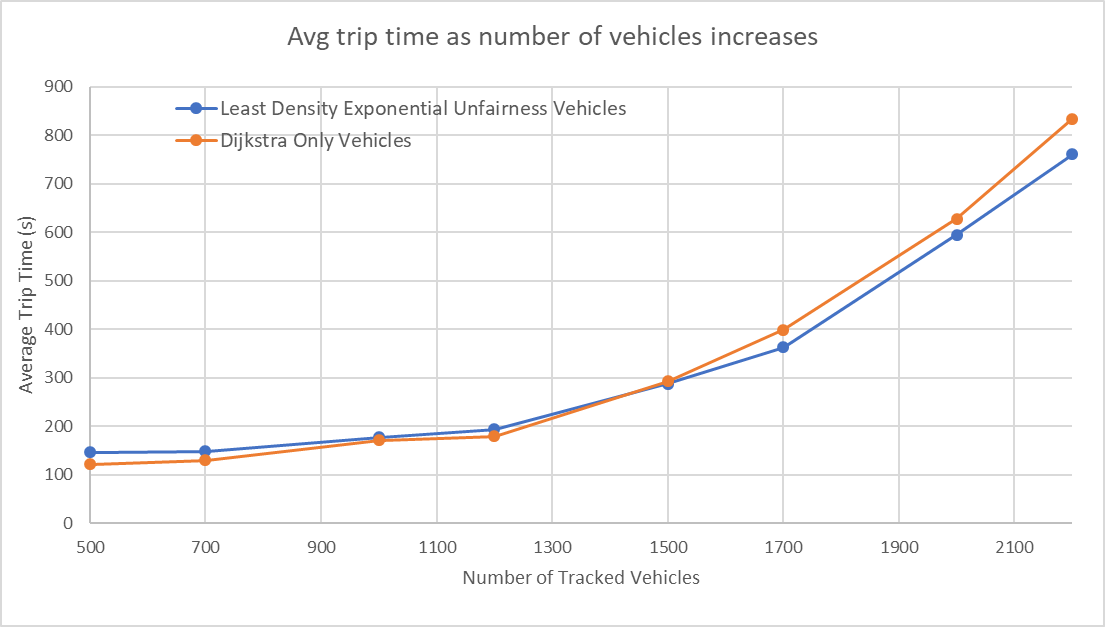 Avg trip time as number of vehicles increases
900
800
700
600
500
400
300
200
100
0
Least Density Exponential Unfairness Vehicles
Dijkstra Only Vehicles
Average Trip Time (s)
500 700 900 1100 1300 1500 1700 1900 2100
Number of Tracked Vehicles